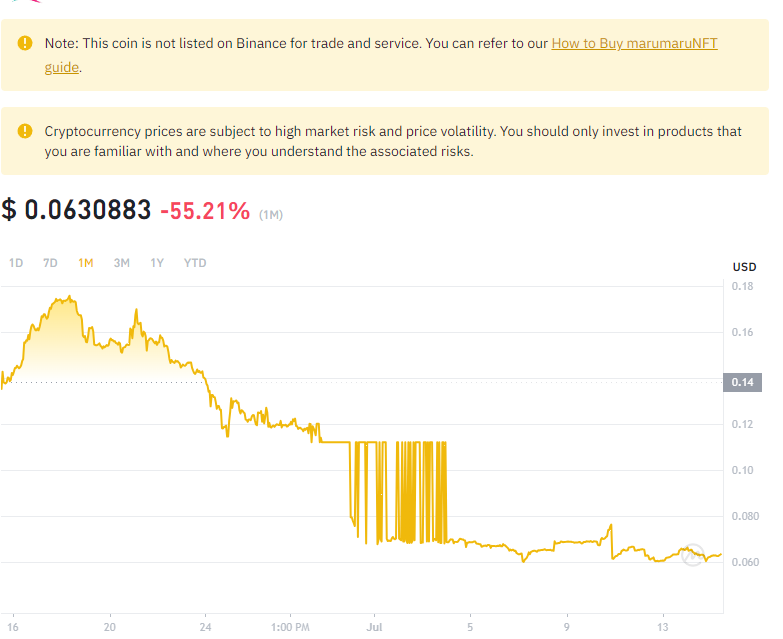 Note: This coin is not listed on Binance for trade and service. You can refer to our How to Buy marumaruNFT
guide.
Cryptocurrency prices are subject to high market risk and price volatility. You should only invest in products that
you are familiar with and where you understand the associated risks.
$ 0.0630883 -55.21% (1M)
1D 7D 1M 3M 1Y YTD
USD
0.18
0.16
0.14
0.12
0.10
0.080
0.060
16 20 24 1:00 PM Jul 5 9 13